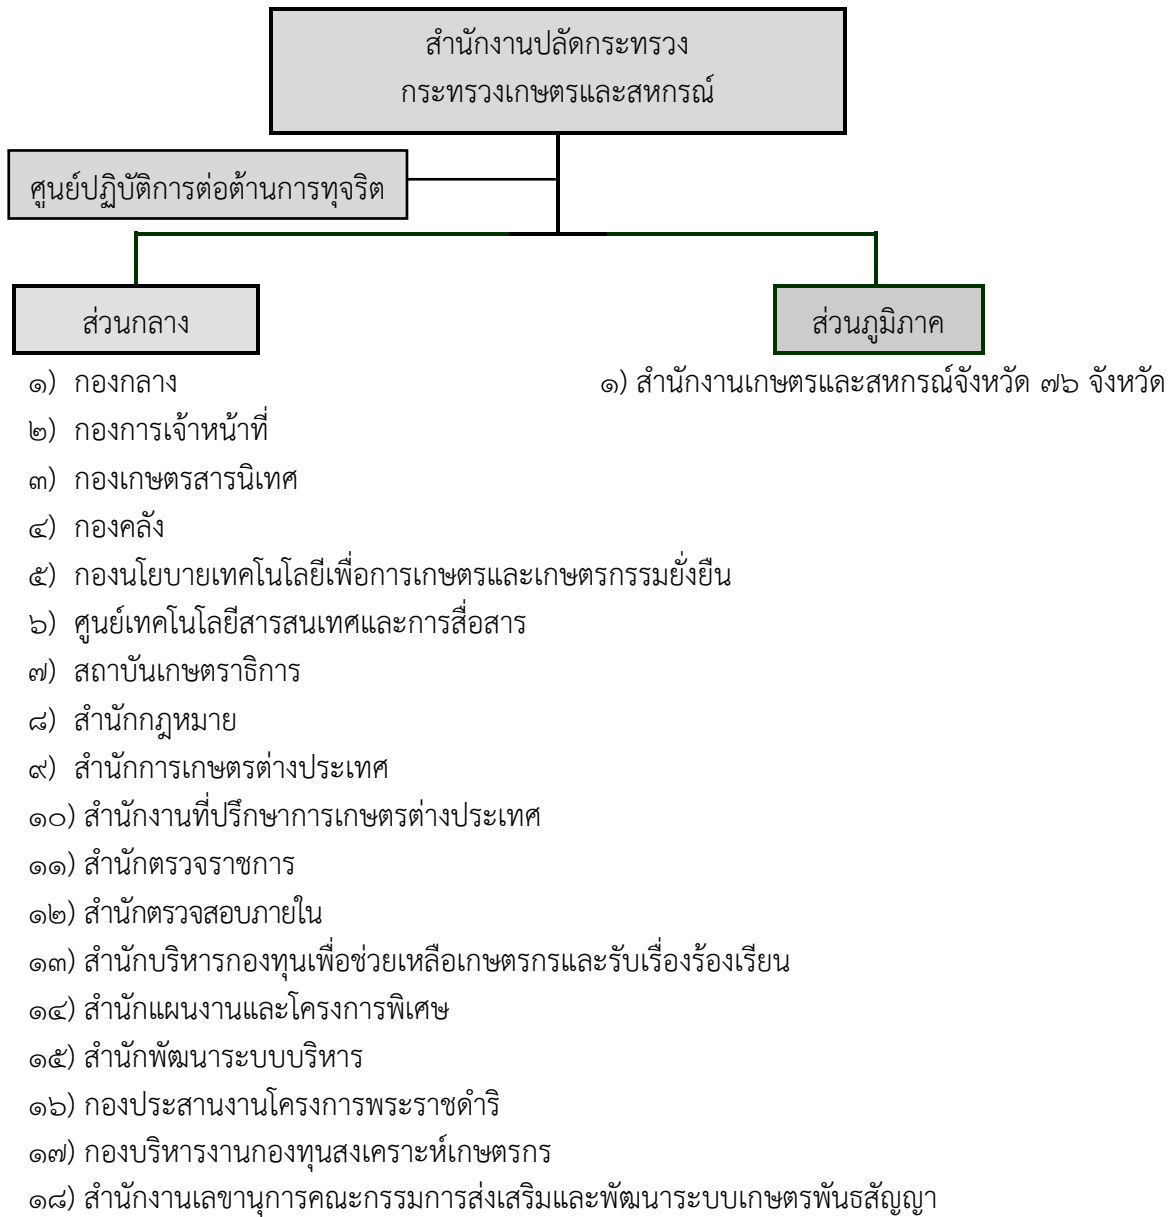 สำนักงานปลัดกระทรวง
กระทรวงเกษตรและสหกรณ์
ศูนย์ปฏิบัติการต่อต้านการทุจริต
ส่วนกลาง
๑) กองกลาง
๒) กองการเจ้าหน้าที่
๓) กองเกษตรสารนิเทศ
๔) กองคลัง
๕) กองนโยบายเทคโนโลยีเพื่อการเกษตรและเกษตรกรรมยั่งยืน
๖) ศูนย์เทคโนโลยีสารสนเทศและการสื่อสาร
๗) สถาบันเกษตราธิการ
๘) สำนักกฎหมาย
๙) สำนักการเกษตรต่างประเทศ
๑๐) สำนักงานที่ปรึกษาการเกษตรต่างประเทศ
๑๑) สำนักตรวจราชการ
๑๒) สำนักตรวจสอบภายใน
๑๓) สำนักบริหารกองทุนเพื่อช่วยเหลือเกษตรกรและรับเรื่องร้องเรียน
๑๔) สำนักแผนงานและโครงการพิเศษ
๑๕) สำนักพัฒนาระบบบริหาร
๑๖) กองประสานงานโครงการพระราชดำริ
๑๗) กองบริหารงานกองทุนสงเคราะห์เกษตรกร
๑๘) สำนักงานเลขานุการคณะกรรมการส่งเสริมและพัฒนาระบบเกษตรพันธสัญญา
ส่วนภูมิภาค
๑) สำนักงานเกษตรและสหกรณ์จังหวัด ๗๖ จังหวัด